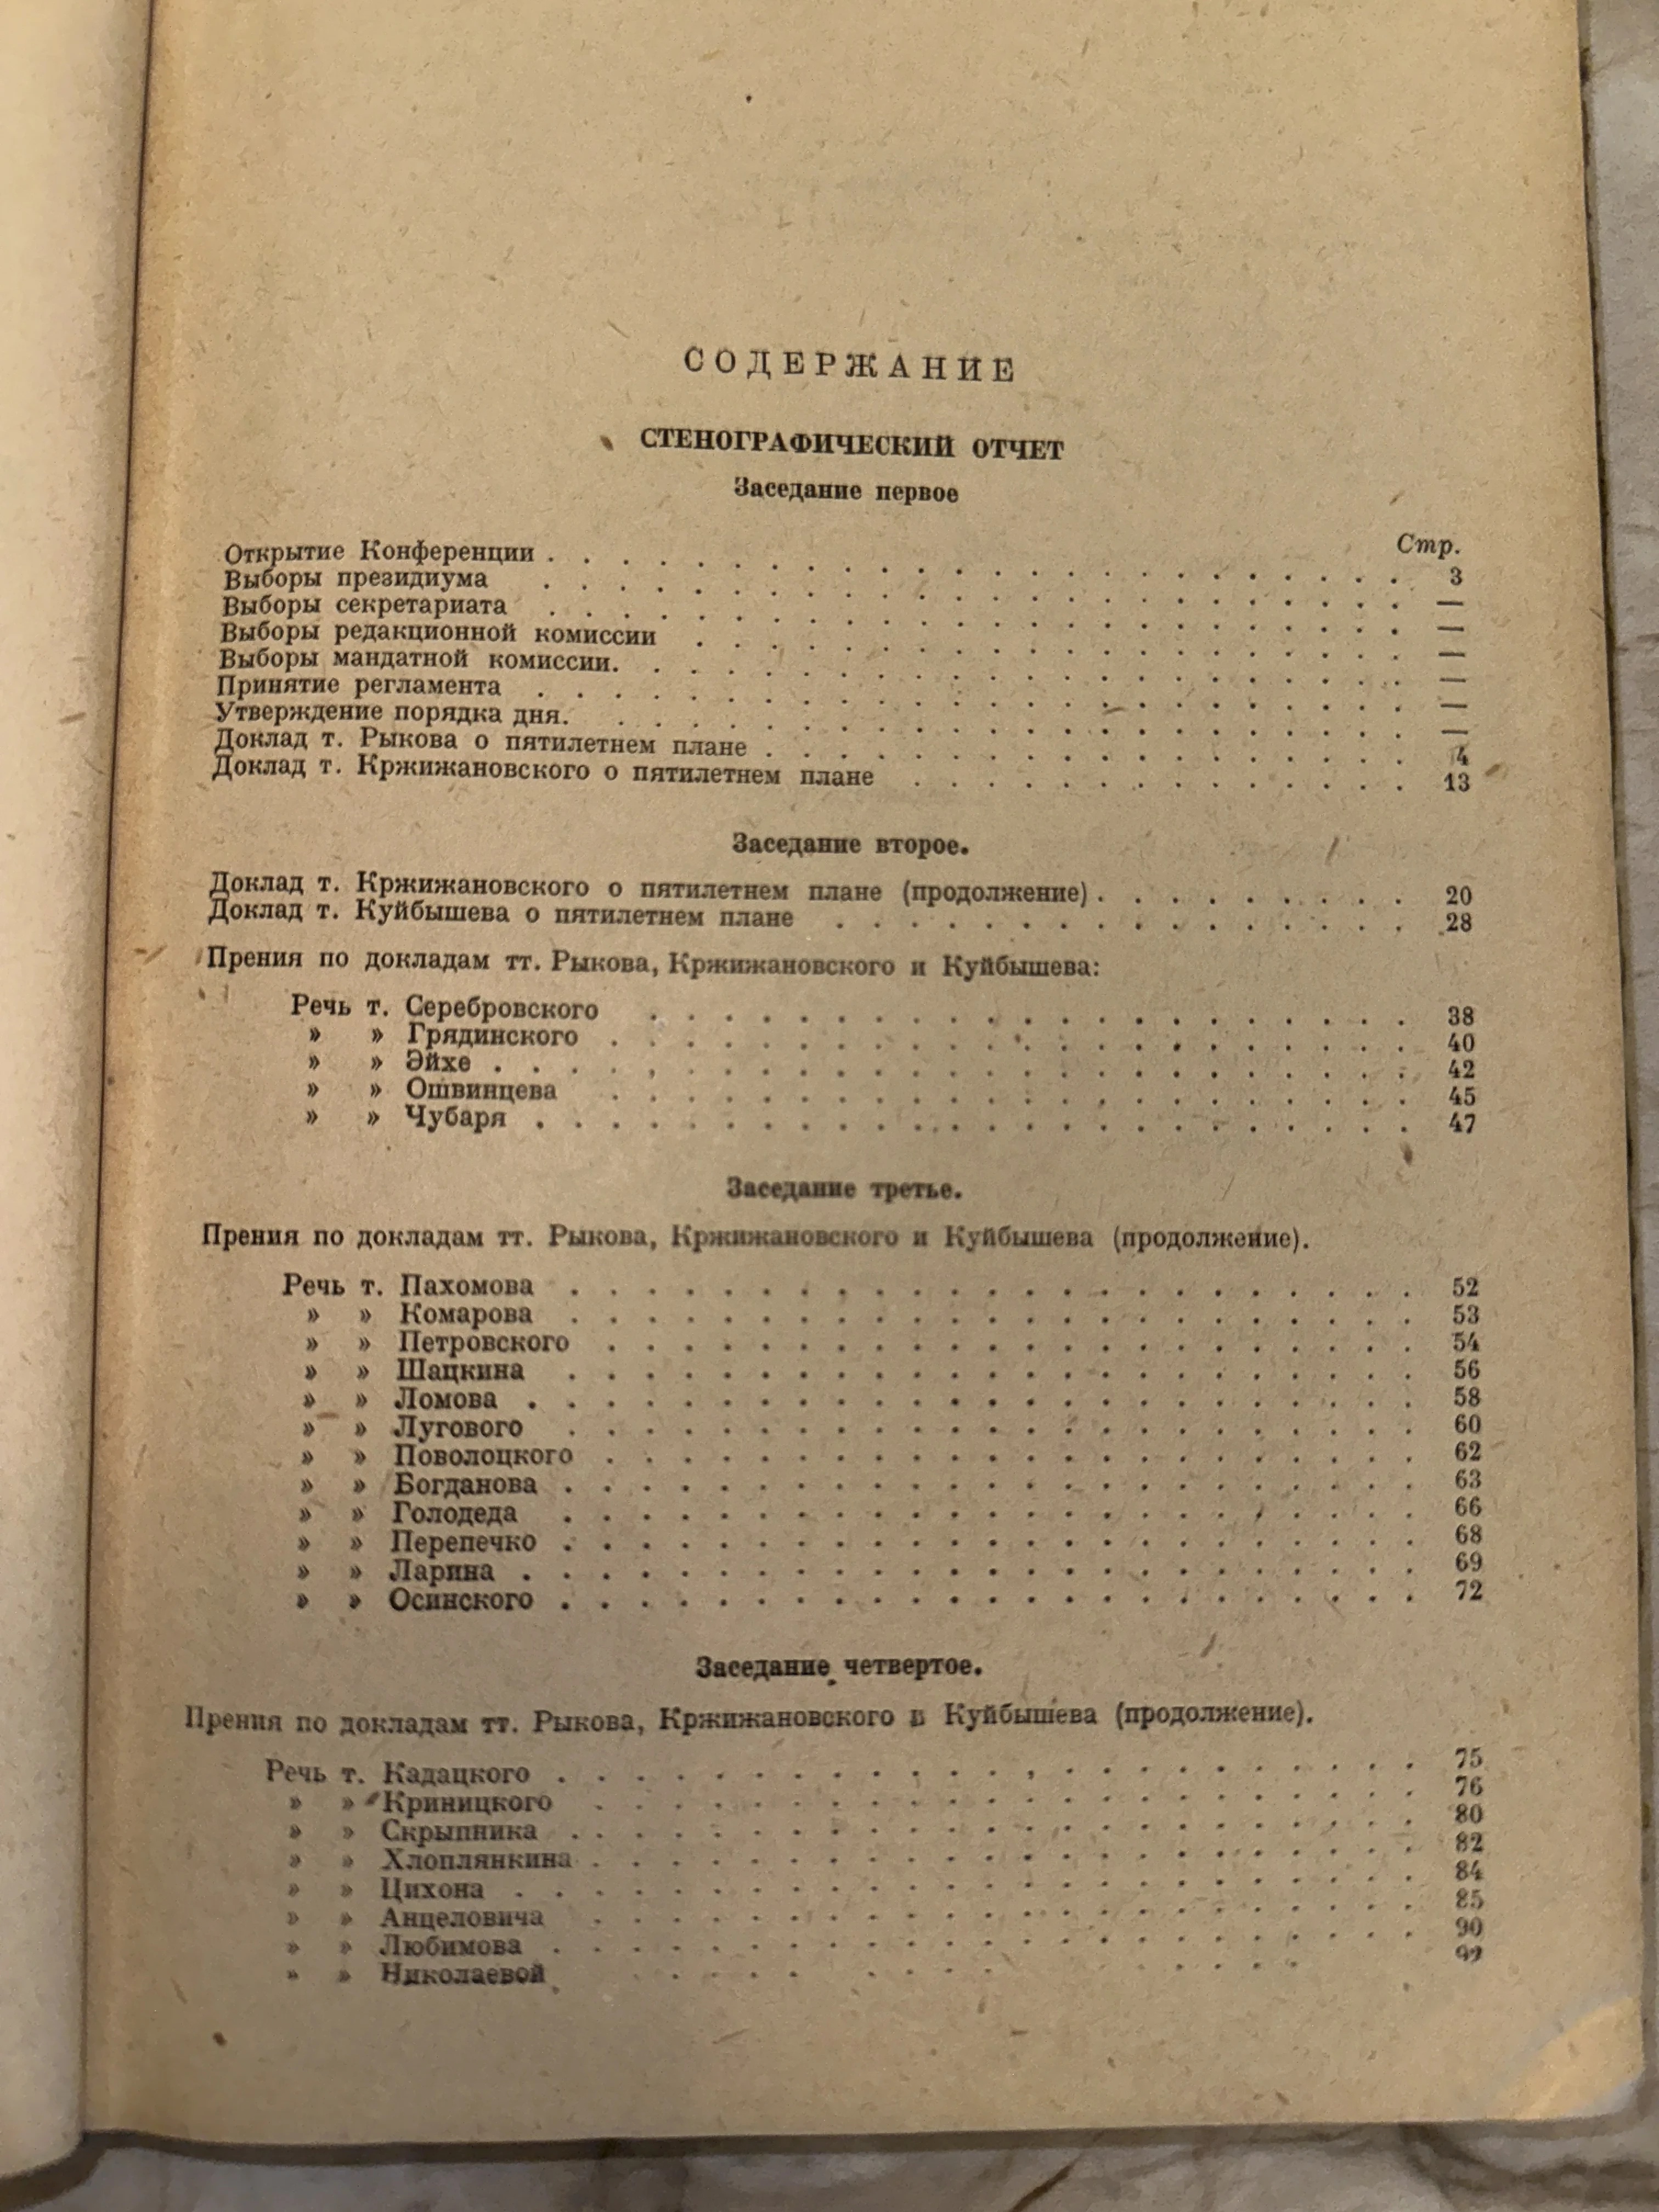 СОДЕРЖАНИЕ
СТЕНОГРАФИЧЕСКИЙ ОТЧЕТ
Заседание первое
Стр.
Открытие Конференции . . . . . . . . . . . . . . . . . . . . 3
Выборы президиума . . . . . . . . . . . . . . . . . . . . —
Выборы секретариата . . . . . . . . . . . . . . . . . . . . —
Выборы редакционной комиссии . . . . . . . . . . . . . . . . —
Выборы мандатной комиссии. . . . . . . . . . . . . . . . . —
Принятие регламента . . . . . . . . . . . . . . . . . . . . —
Утверждение порядка дня. . . . . . . . . . . . . . . . . . —
Доклад т. Рыкова о пятилетнем плане . . . . . . . . . . . . . . 4
Доклад т. Кржижановского о пятилетнем плане . . . . . . . . . . . . 13
Заседание второе.
Доклад т. Кржижановского о пятилетнем плане (продолжение) . . . . . . . . . 20
Доклад т. Куйбышева о пятилетнем плане . . . . . . . . . . . . . . 28
Прения по докладам тт. Рыкова, Кржижановского и Куйбышева:
Речь т. Серебровского . . . . . . . . . . . . . . . . . . 38
» » Грядинского . . . . . . . . . . . . . . . . . . 40
» » Эйхе . . . . . . . . . . . . . . . . . . . . 42
» » Ошвинцева . . . . . . . . . . . . . . . . . . 45
» » Чубаря . . . . . . . . . . . . . . . . . . . . 47
Заседание третье.
Прения по докладам тт. Рыкова, Кржижановского и Куйбышева (продолжение).
Речь т. Пахомова . . . . . . . . . . . . . . . . . . . . 52
» » Комарова . . . . . . . . . . . . . . . . . . . . 53
» » Петровского . . . . . . . . . . . . . . . . . . . 54
» » Шацкина . . . . . . . . . . . . . . . . . . . . 56
» » Ломова . . . . . . . . . . . . . . . . . . . . 58
» » Лугового . . . . . . . . . . . . . . . . . . . . 60
» » Поволоцкого . . . . . . . . . . . . . . . . . . . 62
» » Богданова . . . . . . . . . . . . . . . . . . . . 63
» » Голодеда . . . . . . . . . . . . . . . . . . . . 66
» » Перепечко . . . . . . . . . . . . . . . . . . . . 68
» » Ларина . . . . . . . . . . . . . . . . . . . . 69
» » Осинского . . . . . . . . . . . . . . . . . . . . 72
Заседание четвертое.
Прения по докладам тт. Рыкова, Кржижановского и Куйбышева (продолжение).
Речь т. Кадацкого . . . . . . . . . . . . . . . . . . . . 75
» » Криницкого . . . . . . . . . . . . . . . . . . . 76
» » Скрыпника . . . . . . . . . . . . . . . . . . . . 80
» » Хлоплянкина . . . . . . . . . . . . . . . . . . . 82
» » Цихона . . . . . . . . . . . . . . . . . . . . 84
» » Анцеловича . . . . . . . . . . . . . . . . . . . 85
» » Любимова . . . . . . . . . . . . . . . . . . . . 90
» » Николаевой . . . . . . . . . . . . . . . 92